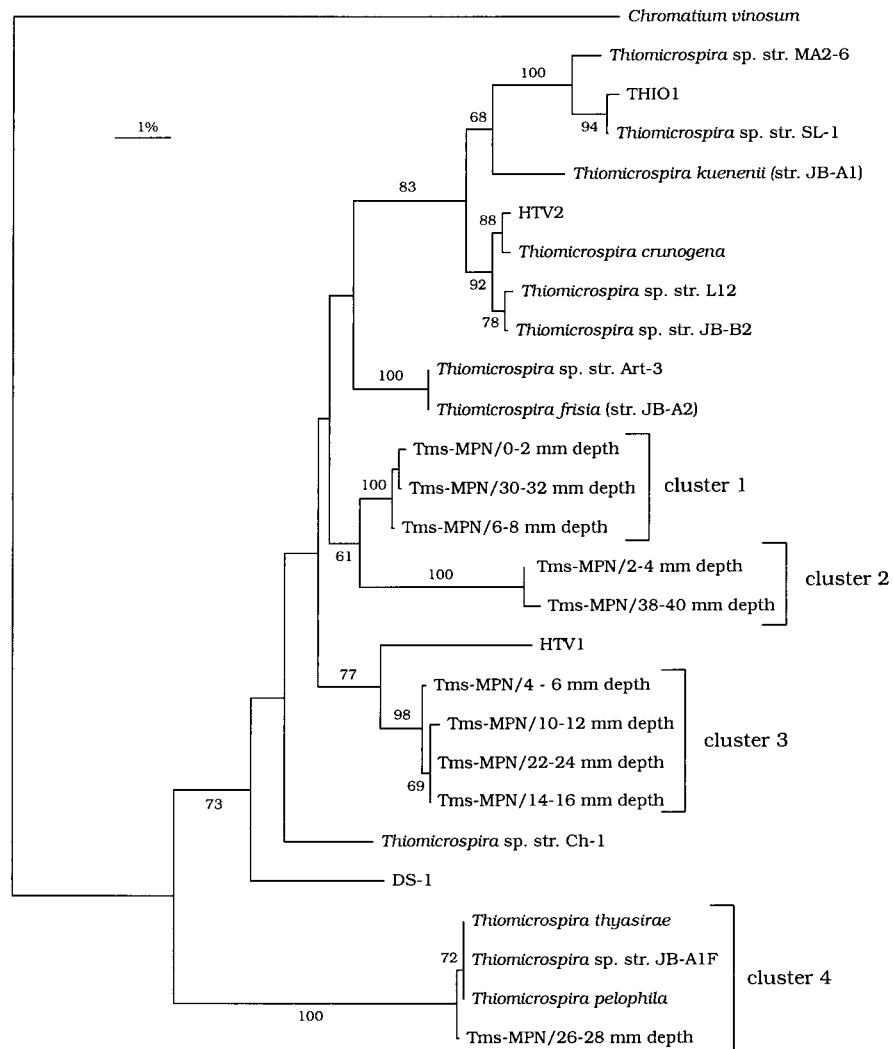 Chromatium vinosum
Thiomicrospira sp. str. MA2-6
100
THIO1
1%
68
94
Thiomicrospira sp. str. SL-1
Thiomicrospira kuenenii (str. JB-A1)
83
88
HTV2
Thiomicrospira crunogena
92
Thiomicrospira sp. str. L12
78
Thiomicrospira sp. str. JB-B2
Thiomicrospira sp. str. Art-3
100
Thiomicrospira frisia (str. JB-A2)
Tms-MPN/0-2 mm depth
100
Tms-MPN/30-32 mm depth
cluster 1
Tms-MPN/6-8 mm depth
61
100
Tms-MPN/2-4 mm depth
cluster 2
Tms-MPN/38-40 mm depth
HTV1
77
Tms-MPN/4 - 6 mm depth
98
Tms-MPN/10-12 mm depth
cluster 3
Tms-MPN/22-24 mm depth
69
Tms-MPN/14-16 mm depth
73
Thiomicrospira sp. str. Ch-1
DS-1
Thiomicrospira thyasirae
72
Thiomicrospira sp. str. JB-A1F
cluster 4
Thiomicrospira pelophila
100
Tms-MPN/26-28 mm depth